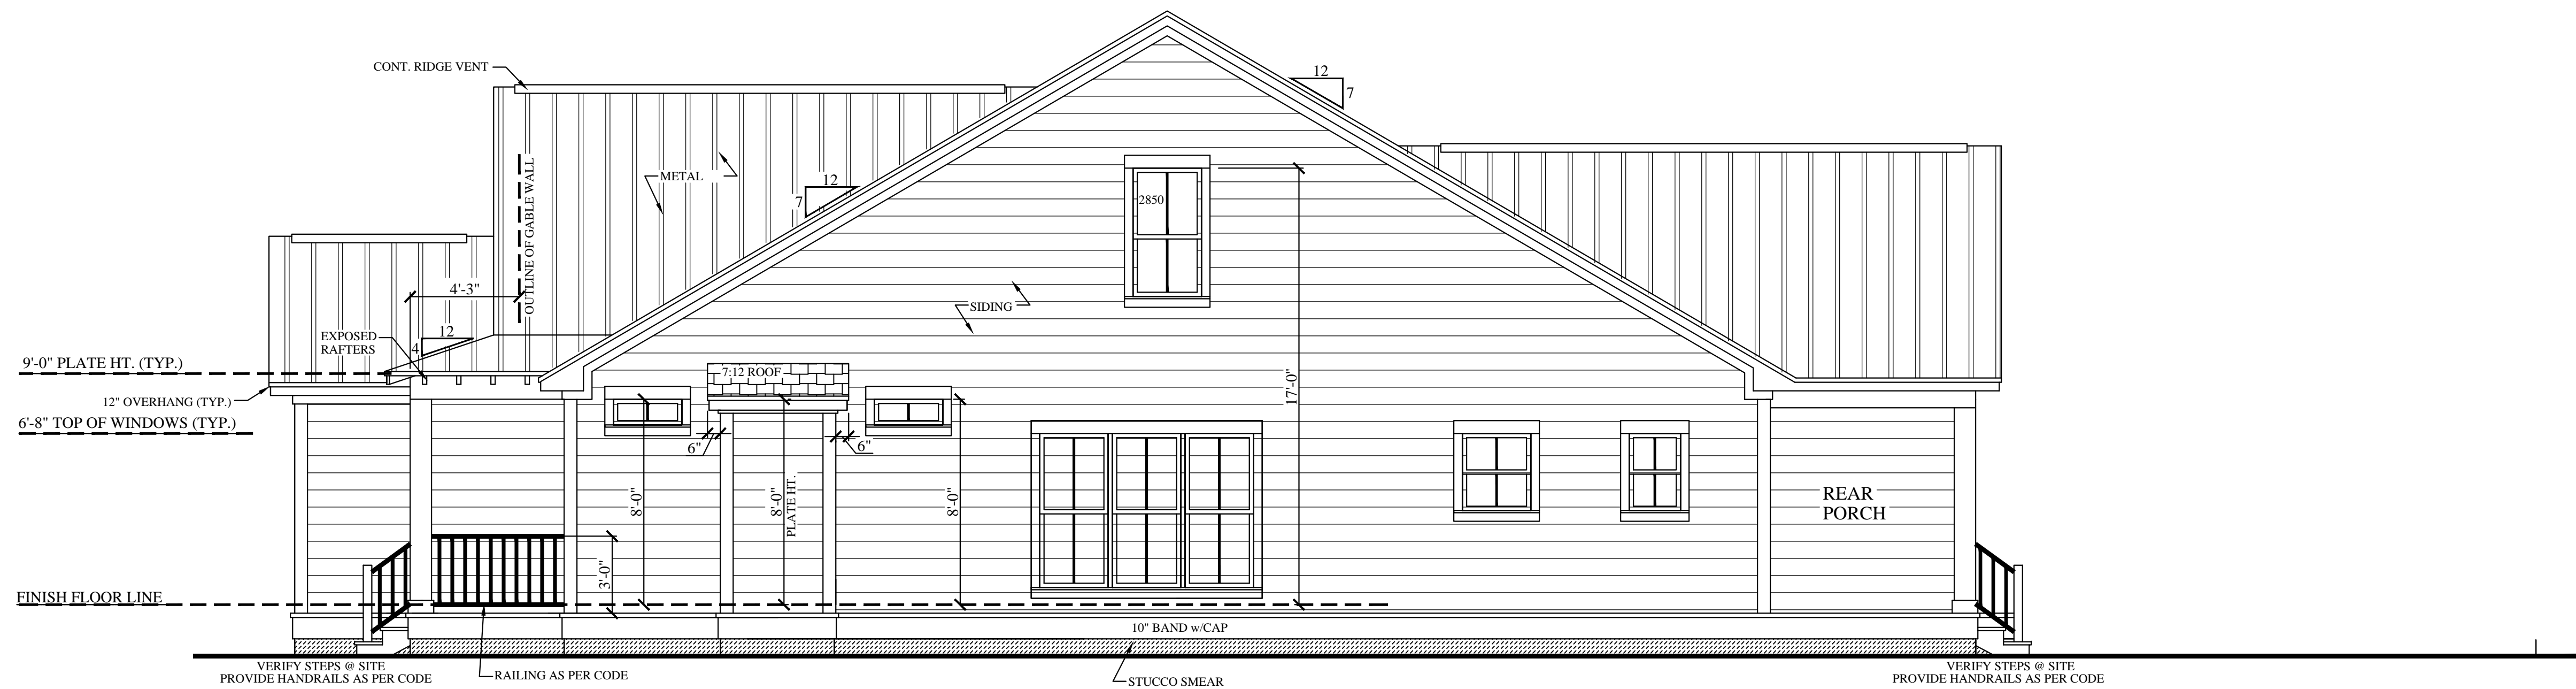 CONT. RIDGE VENT
12
7
OUTLINE OF GABLE WALL
METAL
12
7
2850
4'-3"
SIDING
12
4
EXPOSED
RAFTERS
9'-0" PLATE HT. (TYP.)
7:12 ROOF
17'-0"
12" OVERHANG (TYP.)
6'-8" TOP OF WINDOWS (TYP.)
6"
6"
8'-0"
8'-0"
PLATE HT.
8'-0"
REAR
PORCH
3'-0"
FINISH FLOOR LINE
10" BAND w/CAP
VERIFY STEPS @ SITE
PROVIDE HANDRAILS AS PER CODE
RAILING AS PER CODE
STUCCO SMEAR
VERIFY STEPS @ SITE
PROVIDE HANDRAILS AS PER CODE